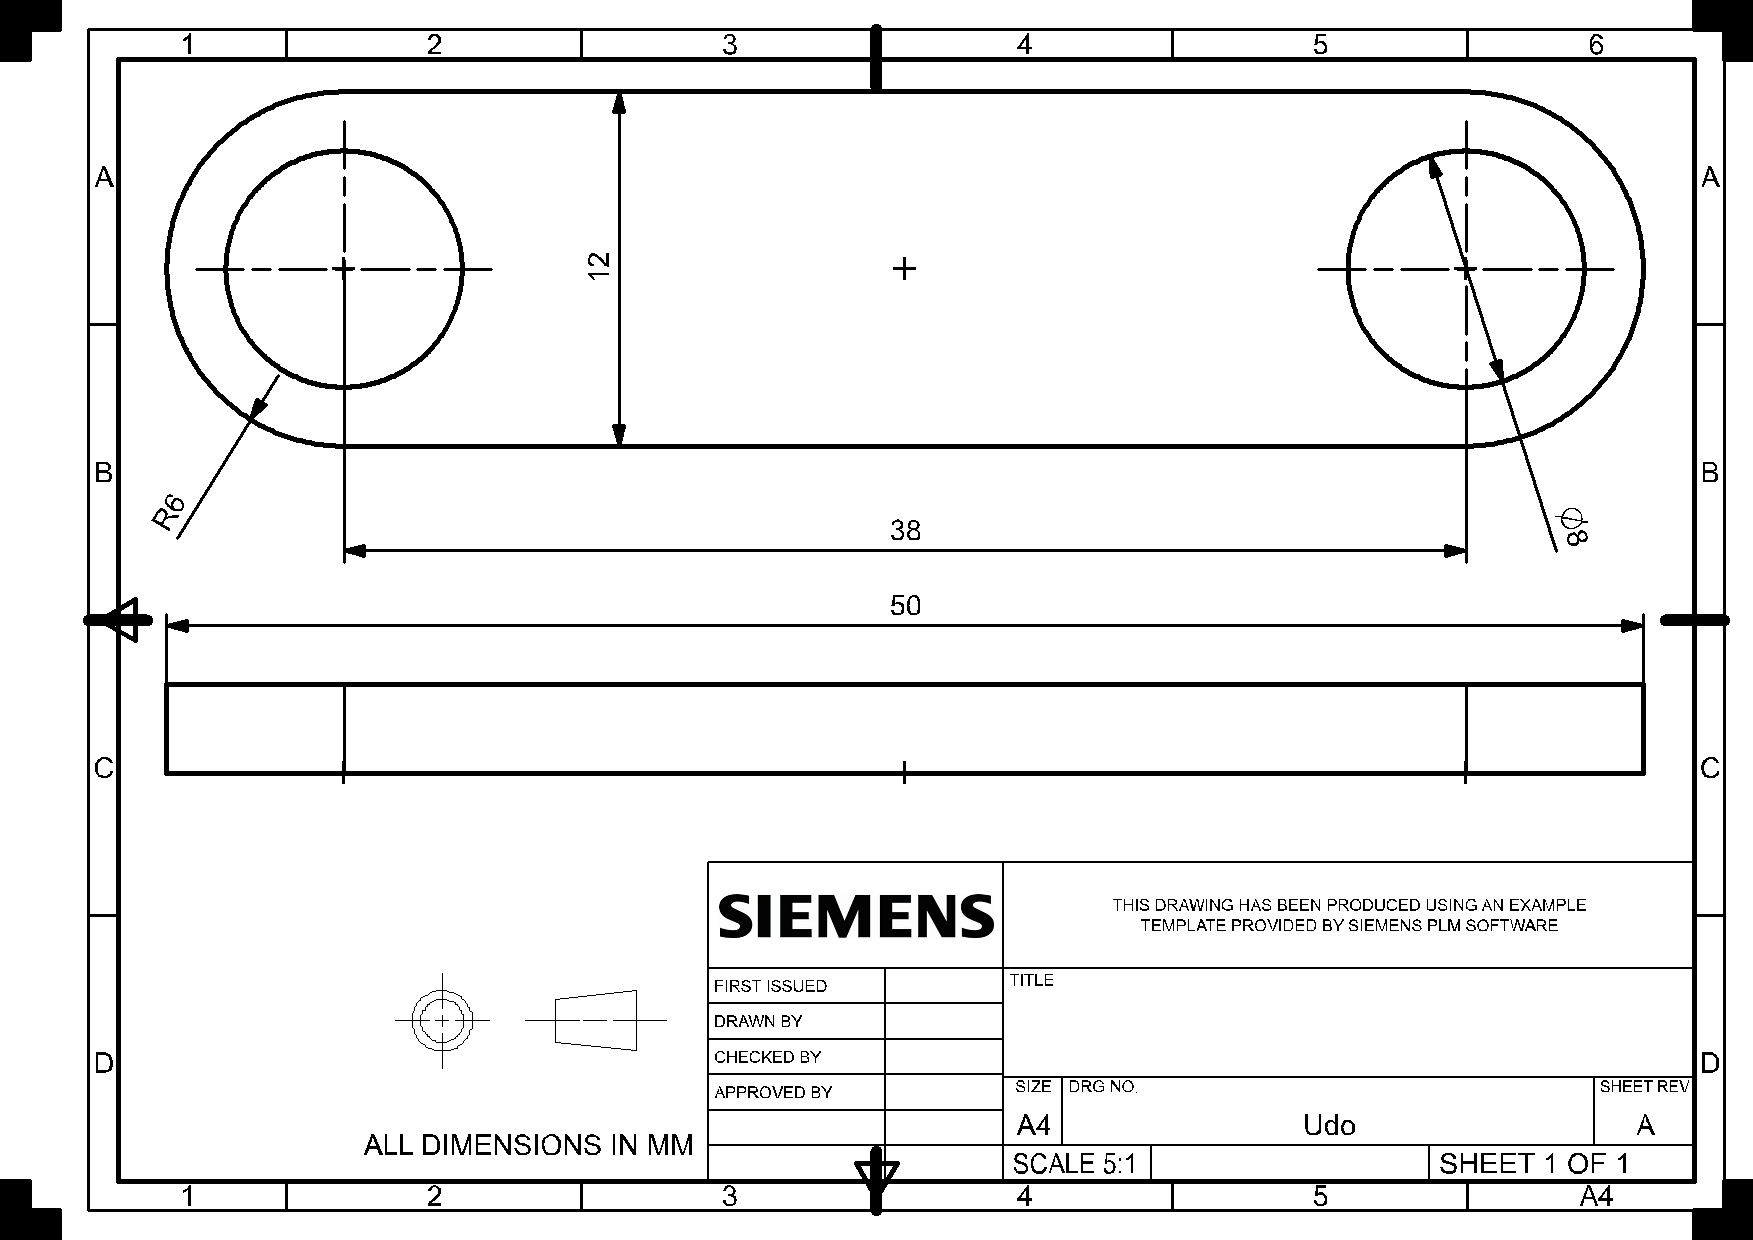 1 2 3 4 5 6
A A
12
B B
R6
⌀8
38
50
C C
SIEMENS
THIS DRAWING HAS BEEN PRODUCED USING AN EXAMPLE
TEMPLATE PROVIDED BY SIEMENS PLM SOFTWARE
FIRST ISSUED
TITLE
DRAWN BY
CHECKED BY
D D
APPROVED BY
SIZE DRG NO. SHEET REV
A4 Udo A
ALL DIMENSIONS IN MM
SCALE 5:1 SHEET 1 OF 1
1 2 3 4 5 A4